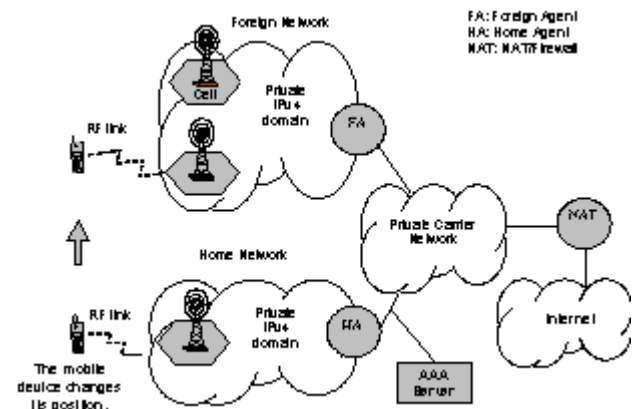 Foreign Network
FA: Foreign Agent
HA: Home Agent
NAT: NAT/Firewall
Cell
Private
IPv4
domain
FA
RF link
Private Carrier
Network
NAT
Home Network
RF link
Private
IPv4
domain
HA
Internet
The mobile
device changes
its position.
AAA
Server